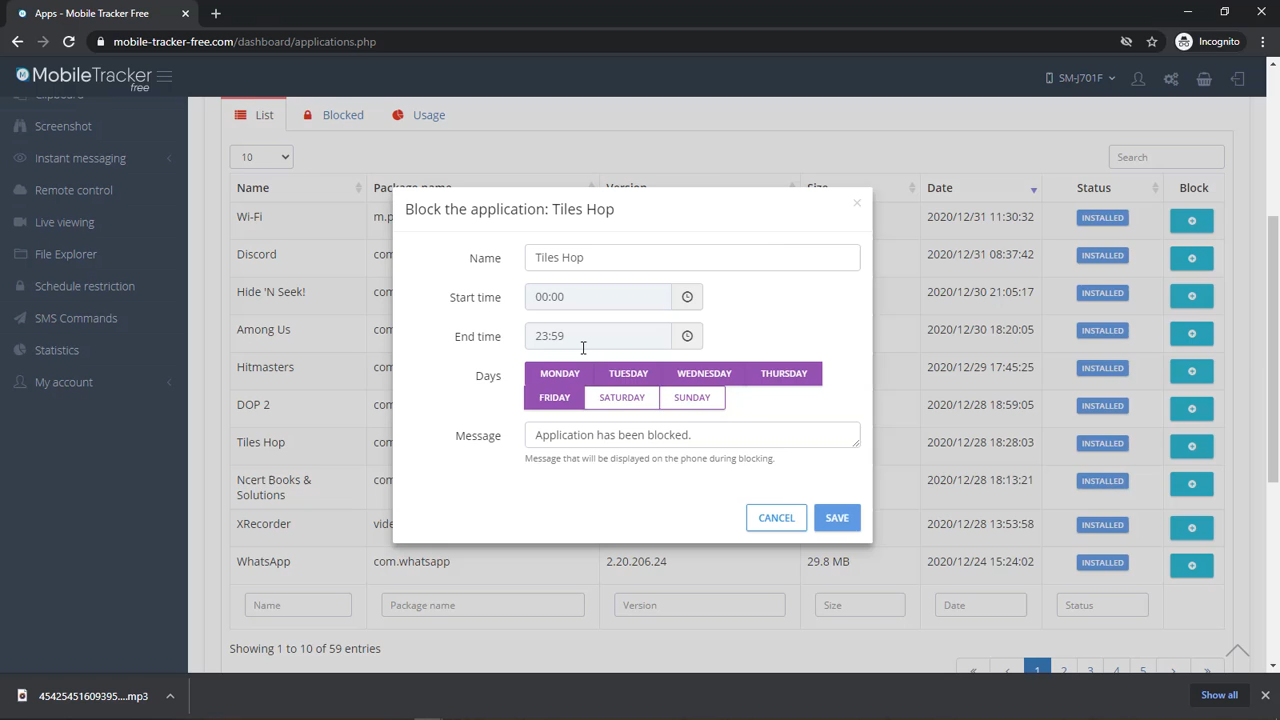 Apps - Mobile Tracker Free
mobile-tracker-free.com/dashboard/applications.php
Incognito
MobileTracker
free
SM-J701F
Screenshot
Instant messaging
Remote control
Live viewing
File Explorer
Schedule restriction
SMS Commands
Statistics
My account
List Blocked Usage
10
Search
Name Date Status Block
Wi-Fi 2020/12/31 11:30:32 INSTALLED
Discord 2020/12/31 08:37:42 INSTALLED
Hide 'N Seek! 2020/12/30 21:05:17 INSTALLED
Among Us 2020/12/30 18:20:05 INSTALLED
Hitmasters 2020/12/29 17:45:25 INSTALLED
DOP 2 2020/12/28 18:59:05 INSTALLED
Tiles Hop 2020/12/28 18:28:03 INSTALLED
Ncert Books &
Solutions 2020/12/28 18:13:21 INSTALLED
XRecorder 2020/12/28 13:53:58 INSTALLED
WhatsApp com.whatsapp 2.20.206.24 29.8 MB 2020/12/24 15:24:02 INSTALLED
Name Package name Version Size Date Status
Showing 1 to 10 of 59 entries
« ‹ 1 2 3 4 5 › »
Block the application: Tiles Hop
×
Name Tiles Hop
Start time 00:00
End time 23:59
Days MONDAY TUESDAY WEDNESDAY THURSDAY
FRIDAY SATURDAY SUNDAY
Message Application has been blocked.
Message that will be displayed on the phone during blocking.
CANCEL SAVE
45425451609395....mp3
Show all